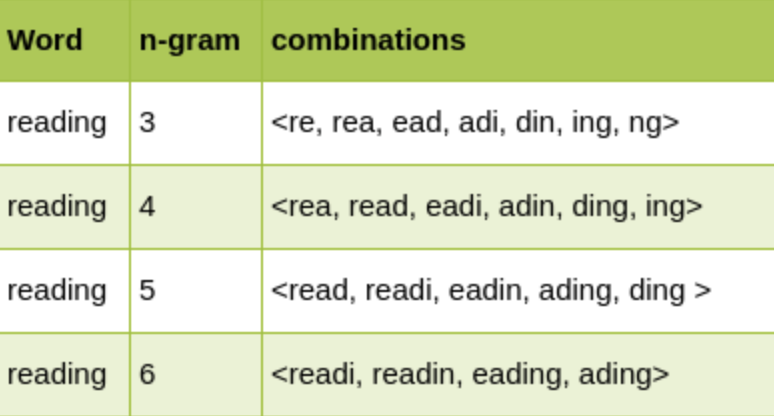 Word n-gram combinations
reading 3 <re, rea, ead, adi, din, ing, ng>
reading 4 <rea, read, eadi, adin, ding, ing>
reading 5 <read, readi, eadin, ading, ding >
reading 6 <readi, readin, eading, ading>